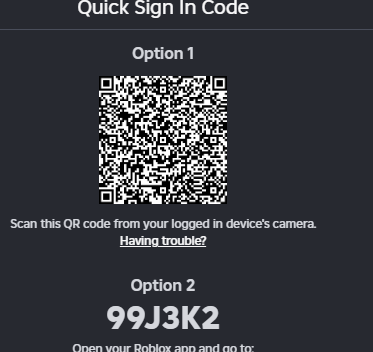 Quick Sign In Code
Option 1
Scan this QR code from your logged in device's camera.
Having trouble?
Option 2
99J3K2
Open your Roblox app and go to: